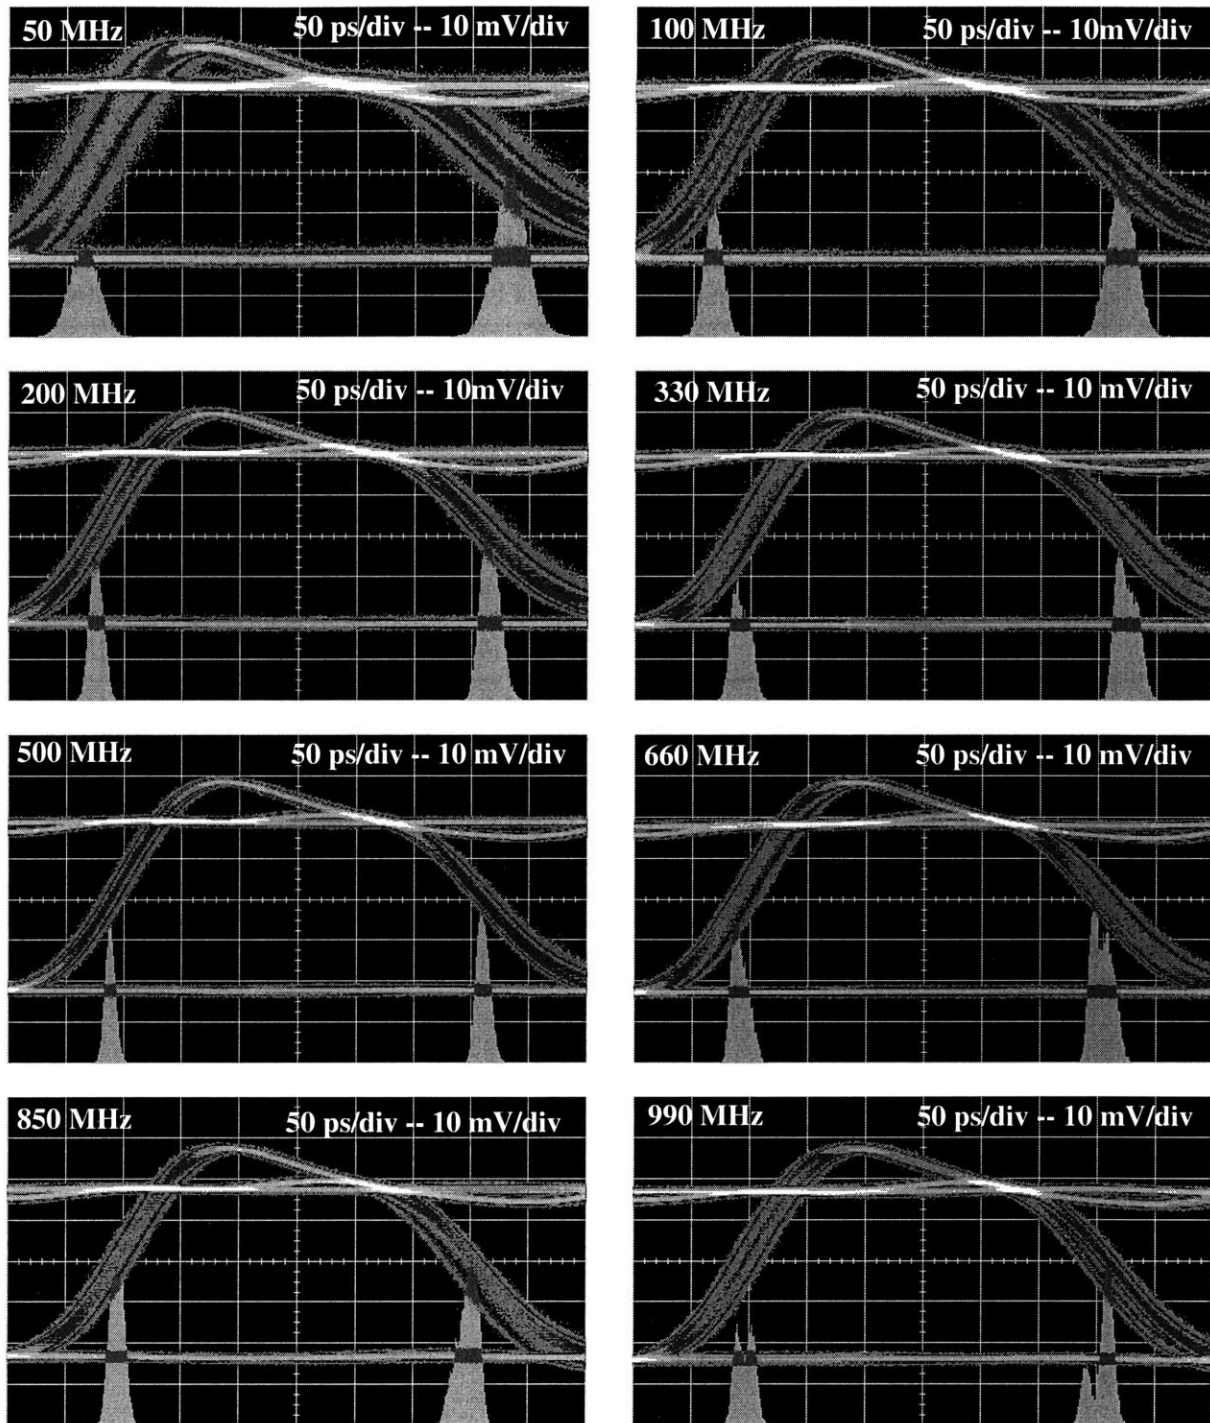 50 MHz 50 ps/div -- 10 mV/div
100 MHz 50 ps/div -- 10mV/div
200 MHz 50 ps/div -- 10mV/div
330 MHz 50 ps/div -- 10mV/div
500 MHz 50 ps/div -- 10 mV/div
660 MHz 50 ps/div -- 10 mV/div
850 MHz 50 ps/div -- 10 mV/div
990 MHz 50 ps/div -- 10 mV/div